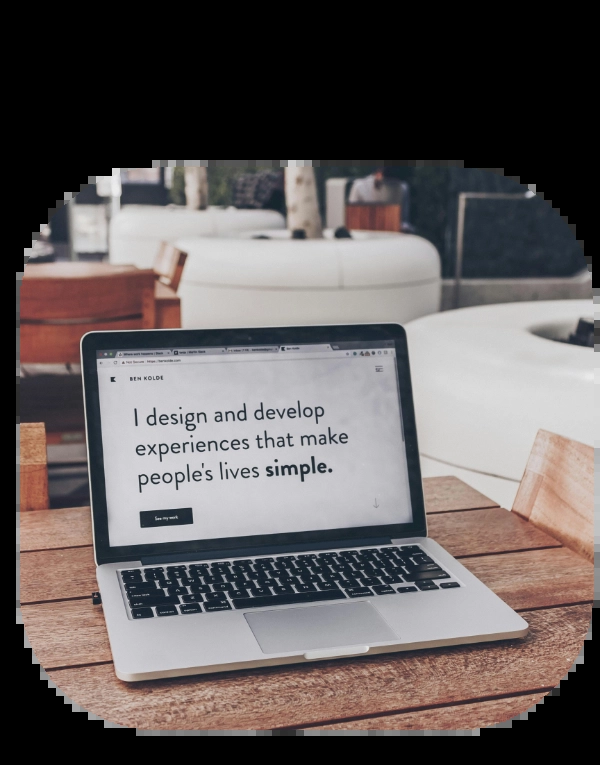 BEN KOLDE
I design and develop
experiences that make
people's lives simple.
See my work